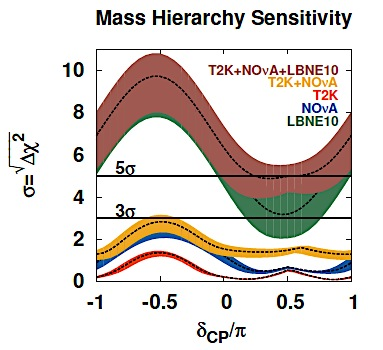 Mass Hierarchy Sensitivity
σ=√Δχ²
10
8
6
4
2
0
T2K+NOνA+LBNE10
T2K+NOνA
T2K
NOνA
LBNE10
5σ
3σ
-1 -0.5 0 0.5 1
δCP/π